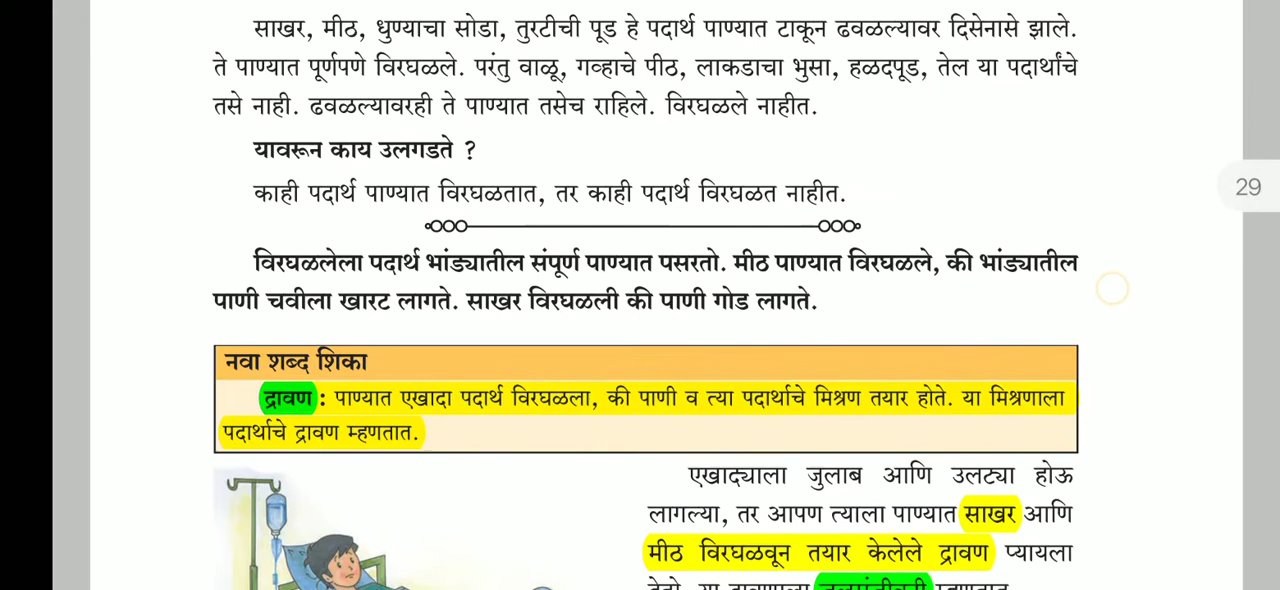 साखर, मीठ, धुण्याचा सोडा, तुरटीची पूड हे पदार्थ पाण्यात टाकून ढवळल्यावर दिसेनासे झाले.
ते पाण्यात पूर्णपणे विरघळले. परंतु वाळू, गव्हाचे पीठ, लाकडाचा भुसा, हळदपूड, तेल या पदार्थांचे
तसे नाही. ढवळल्यावरही ते पाण्यात तसेच राहिले. विरघळले नाहीत.
यावरून काय उलगडते ?
काही पदार्थ पाण्यात विरघळतात, तर काही पदार्थ विरघळत नाहीत.
29
विरघळलेला पदार्थ भांड्यातील संपूर्ण पाण्यात पसरतो. मीठ पाण्यात विरघळले, की भांड्यातील
पाणी चवीला खारट लागते. साखर विरघळली की पाणी गोड लागते.
नवा शब्द शिका
द्रावण : पाण्यात एखादा पदार्थ विरघळला, की पाणी व त्या पदार्थाचे मिश्रण तयार होते. या मिश्रणाला
पदार्थाचे द्रावण म्हणतात.
एखाद्याला जुलाब आणि उलट्या होऊ
लागल्या, तर आपण त्याला पाण्यात साखर आणि
मीठ विरघळवून तयार केलेले द्रावण प्यायला